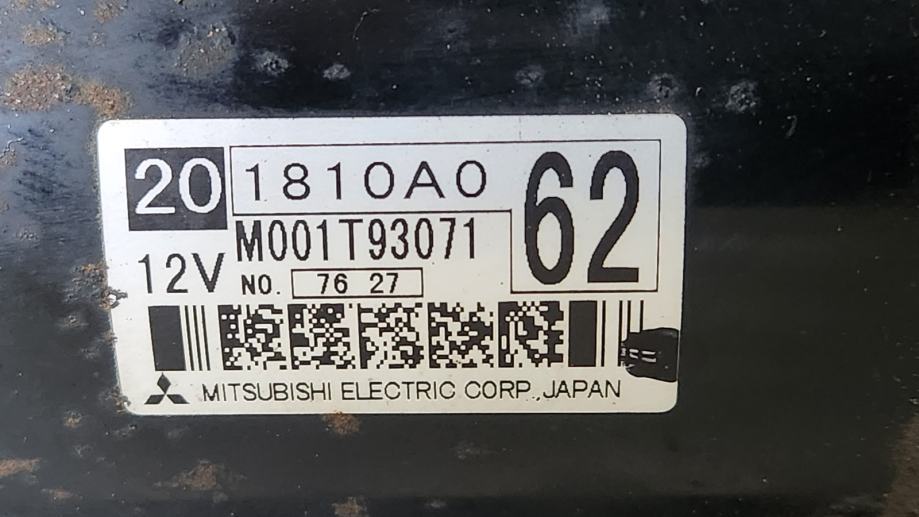 20 1810A0 62
M001T93071
12V NO. 76 27
MITSUBISHI ELECTRIC CORP., JAPAN